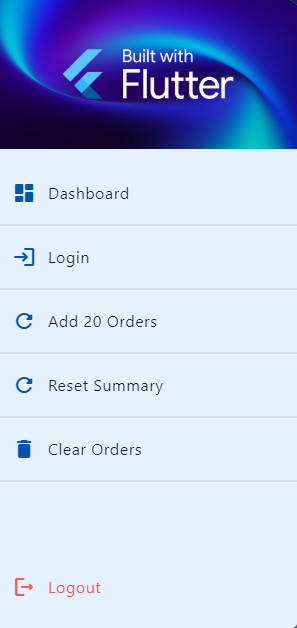 Built with
Flutter
Dashboard
Login
Add 20 Orders
Reset Summary
Clear Orders
Logout